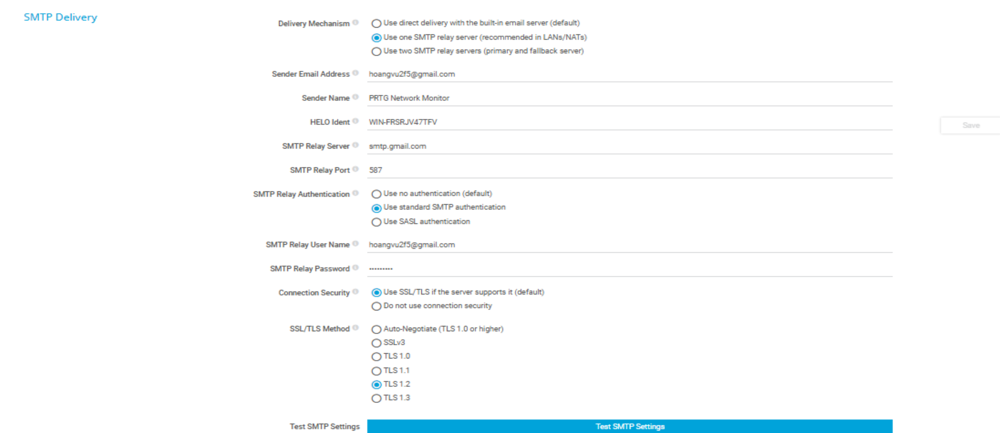 SMTP Delivery
Delivery Mechanism
Use direct delivery with the built-in email server (default)
Use one SMTP relay server (recommended in LANs/NATs)
Use two SMTP relay servers (primary and fallback server)
Sender Email Address hoangvu2f5@gmail.com
Sender Name PRTG Network Monitor
HELO Ident WIN-FRSRJV47TFV
Save
SMTP Relay Server smtp.gmail.com
SMTP Relay Port 587
SMTP Relay Authentication
Use no authentication (default)
Use standard SMTP authentication
Use SASL authentication
SMTP Relay User Name hoangvu2f5@gmail.com
SMTP Relay Password •••••••••
Connection Security
Use SSL/TLS if the server supports it (default)
Do not use connection security
SSL/TLS Method
Auto-Negotiate (TLS 1.0 or higher)
SSLv3
TLS 1.0
TLS 1.1
TLS 1.2
TLS 1.3
Test SMTP Settings Test SMTP Settings